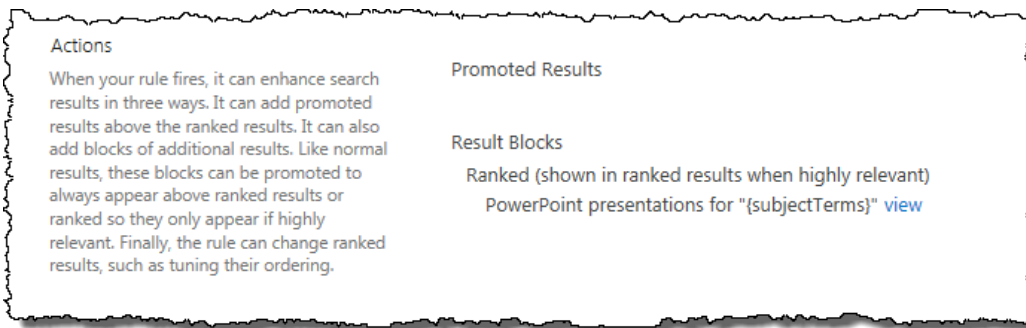 Actions
When your rule fires, it can enhance search
results in three ways. It can add promoted
results above the ranked results. It can also
add blocks of additional results. Like normal
results, these blocks can be promoted to
always appear above ranked results or
ranked so they only appear if highly
relevant. Finally, the rule can change ranked
results, such as tuning their ordering.
Promoted Results
Result Blocks
Ranked (shown in ranked results when highly relevant)
PowerPoint presentations for "{subjectTerms}" view